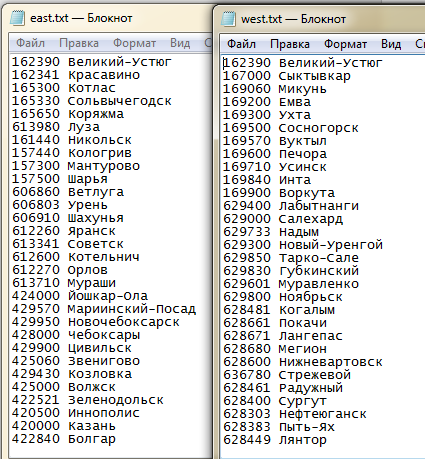 east.txt — Блокнот
Файл Правка Формат Вид С
162390 Великий-Устюг
162341 Красавино
165300 Котлас
165330 Сольвычегодск
165650 Коряжма
613980 Луза
161440 Никольск
157440 Кологрив
157300 Мантурово
157500 Шарья
606860 Ветлуга
606803 Урень
606910 Шахунья
612260 Яранск
613341 Советск
612600 Котельнич
612270 Орлов
613710 Мураши
424000 Йошкар-Ола
429570 Мариинский-Посад
429950 Новочебоксарск
428000 Чебоксары
429900 Цивильск
425060 Звенигово
429430 Козловка
425000 Волжск
422521 Зеленодольск
420500 Иннополис
420000 Казань
422840 Болгар
west.txt — Блокнот
Файл Правка Формат Вид Сп
162390 Великий-Устюг
167000 Сыктывкар
169060 Микунь
169200 Емва
169300 Ухта
169500 Сосногорск
169570 Вуктыл
169600 Печора
169710 Усинск
169840 Инта
169900 Воркута
629400 Лабытнанги
629000 Салехард
629733 Надым
629300 Новый-Уренгой
629850 Тарко-Сале
629830 Губкинский
629601 Муравленко
629800 Ноябрьск
628481 Когалым
628661 Покачи
628671 Лангепас
628680 Мегион
628600 Нижневартовск
636780 Стрежевой
628461 Радужный
628400 Сургут
628303 Нефтеюганск
628383 Пыть-Ях
628449 Лянтор